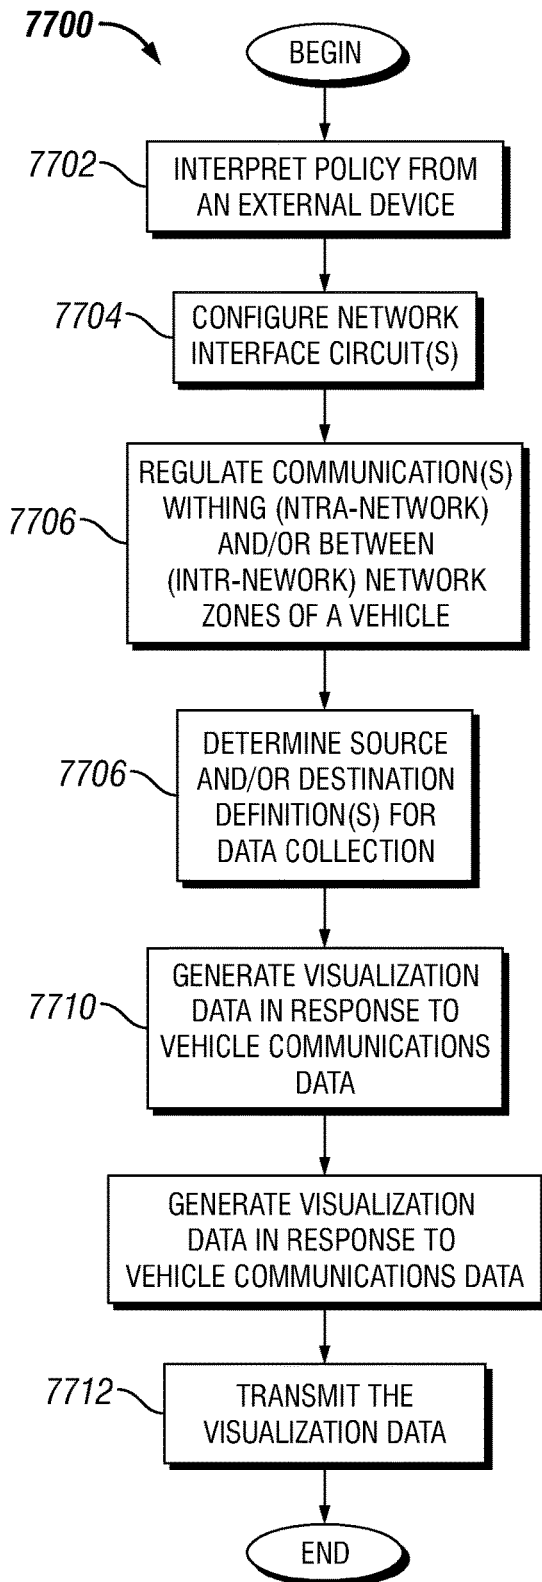 7700
BEGIN
7702
INTERPRET POLICY FROM
AN EXTERNAL DEVICE
7704
CONFIGURE NETWORK
INTERFACE CIRCUIT(S)
7706
REGULATE COMMUNICATION(S)
WITHING (NTRA-NETWORK)
AND/OR BETWEEN
(INTR-NEWORK) NETWORK
ZONES OF A VEHICLE
7706
DETERMINE SOURCE
AND/OR DESTINATION
DEFINITION(S) FOR
DATA COLLECTION
7710
GENERATE VISUALIZATION
DATA IN RESPONSE TO
VEHICLE COMMUNICATIONS
DATA
GENERATE VISUALIZATION
DATA IN RESPONSE TO
VEHICLE COMMUNICATIONS DATA
7712
TRANSMIT THE
VISUALIZATION DATA
END